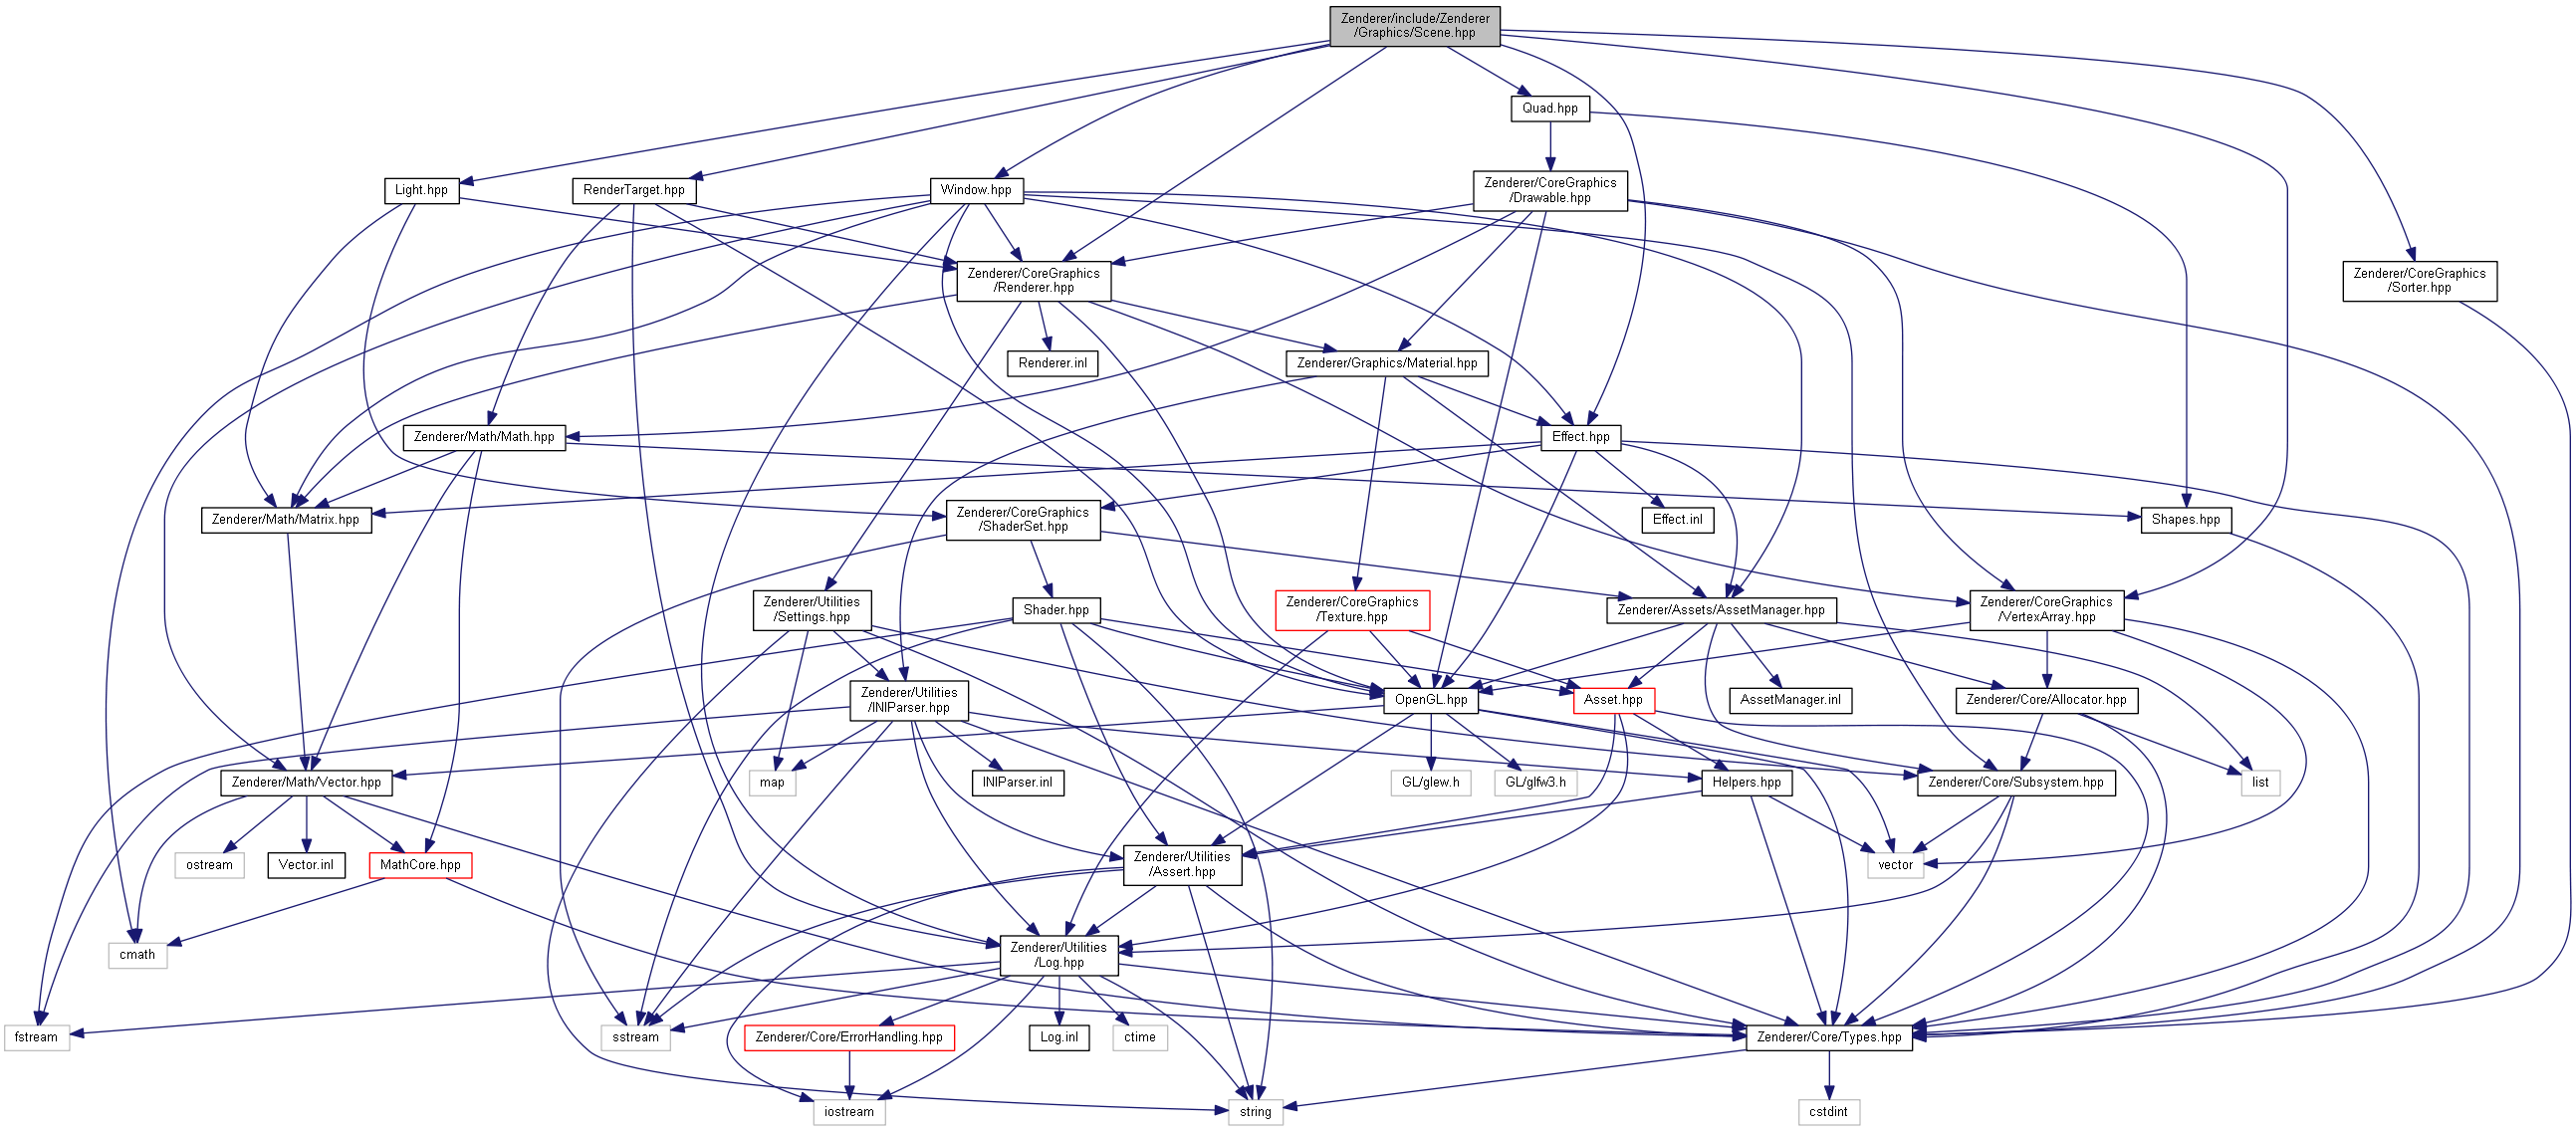 Zenderer/include/Zenderer
/Graphics/Scene.hpp
Quad.hpp
Light.hpp
RenderTarget.hpp
Window.hpp
Zenderer/CoreGraphics
/Drawable.hpp
Zenderer/CoreGraphics
/Renderer.hpp
Zenderer/CoreGraphics
/Sorter.hpp
Renderer.inl
Zenderer/Graphics/Material.hpp
Zenderer/Math/Math.hpp
Effect.hpp
Zenderer/Math/Matrix.hpp
Zenderer/CoreGraphics
/ShaderSet.hpp
Effect.inl
Shapes.hpp
Zenderer/Utilities
/Settings.hpp
Shader.hpp
Zenderer/CoreGraphics
/Texture.hpp
Zenderer/Assets/AssetManager.hpp
Zenderer/CoreGraphics
/VertexArray.hpp
Zenderer/Utilities
/INIParser.hpp
OpenGL.hpp
Asset.hpp
AssetManager.inl
Zenderer/Core/Allocator.hpp
Zenderer/Math/Vector.hpp
map
INIParser.inl
GL/glew.h
GL/glfw3.h
Helpers.hpp
Zenderer/Core/Subsystem.hpp
list
ostream
Vector.inl
MathCore.hpp
Zenderer/Utilities
/Assert.hpp
vector
cmath
Zenderer/Utilities
/Log.hpp
fstream
sstream
Zenderer/Core/ErrorHandling.hpp
Log.inl
ctime
Zenderer/Core/Types.hpp
iostream
string
cstdint